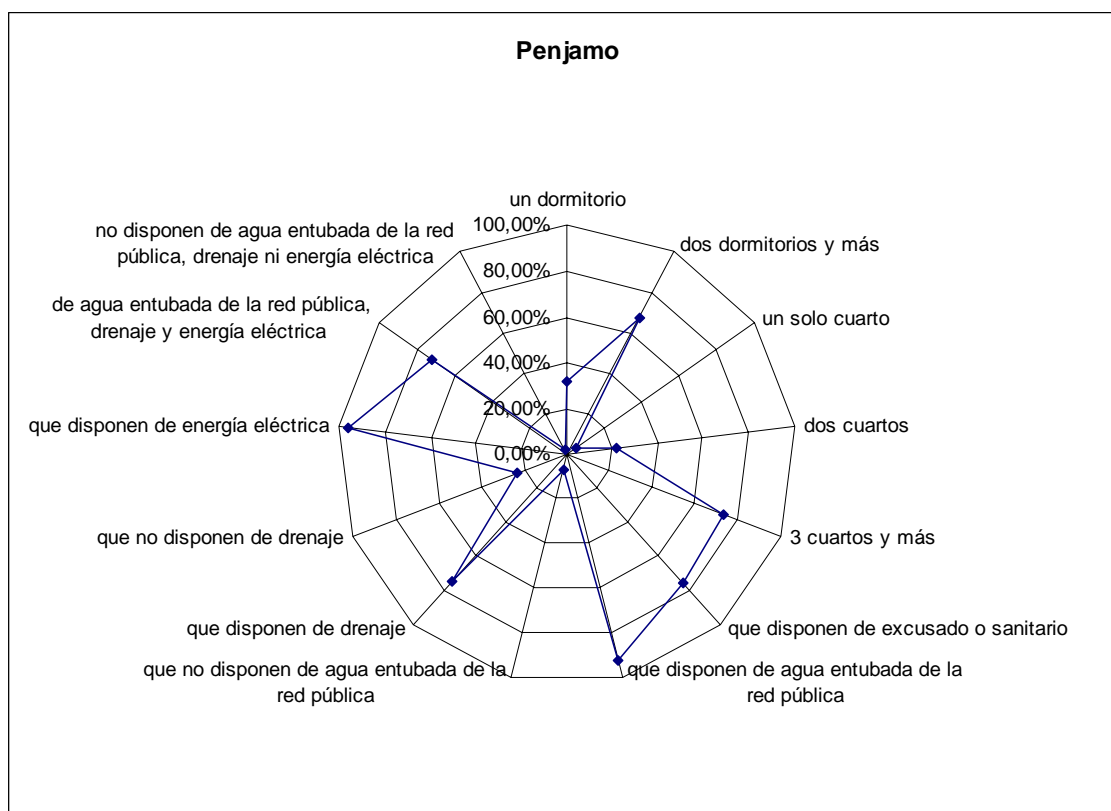 Penjamo
un dormitorio
100,00%
80,00%
60,00%
40,00%
20,00%
0,00%
dos dormitorios y más
un solo cuarto
dos cuartos
3 cuartos y más
que disponen de excusado o sanitario
que disponen de agua entubada de la
red pública
que no disponen de agua entubada de la
red pública
que disponen de drenaje
que no disponen de drenaje
que disponen de energía eléctrica
de agua entubada de la red pública,
drenaje y energía eléctrica
no disponen de agua entubada de la red
pública, drenaje ni energía eléctrica